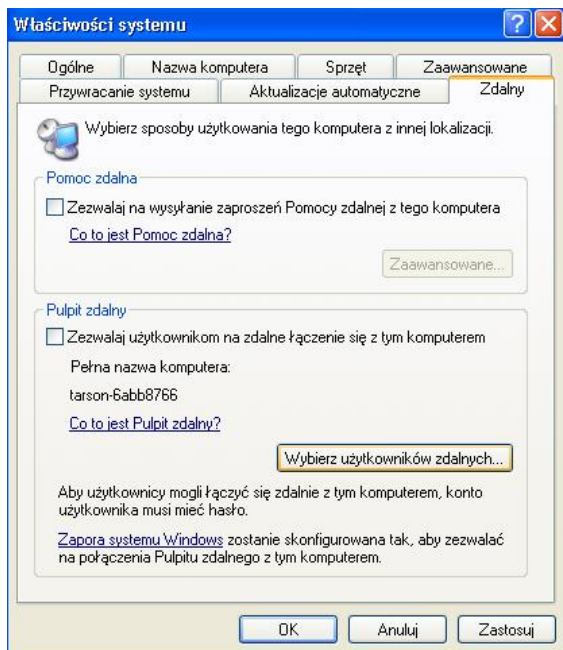 Właściwości systemu
Ogólne
Nazwa komputera
Sprzęt
Zaawansowane
Przywracanie systemu
Aktualizacje automatyczne
Zdalny
Wybierz sposoby użytkowania tego komputera z innej lokalizacji.
Pomoc zdalna
Zezwalaj na wysyłanie zaproszeń Pomocy zdalnej z tego komputera
Co to jest Pomoc zdalna?
Zaawansowane...
Pulpit zdalny
Zezwalaj użytkownikom na zdalne łączenie się z tym komputerem
Pełna nazwa komputera:
tarson-6abb8766
Co to jest Pulpit zdalny?
Wybierz użytkowników zdalnych...
Aby użytkownicy mogli łączyć się zdalnie z tym komputerem, konto
użytkownika musi mieć hasło.
Zapora systemu Windows zostanie skonfigurowana tak, aby zezwalać
na połączenia Pulpitu zdalnego z tym komputerem.
OK
Anuluj
Zastosuj